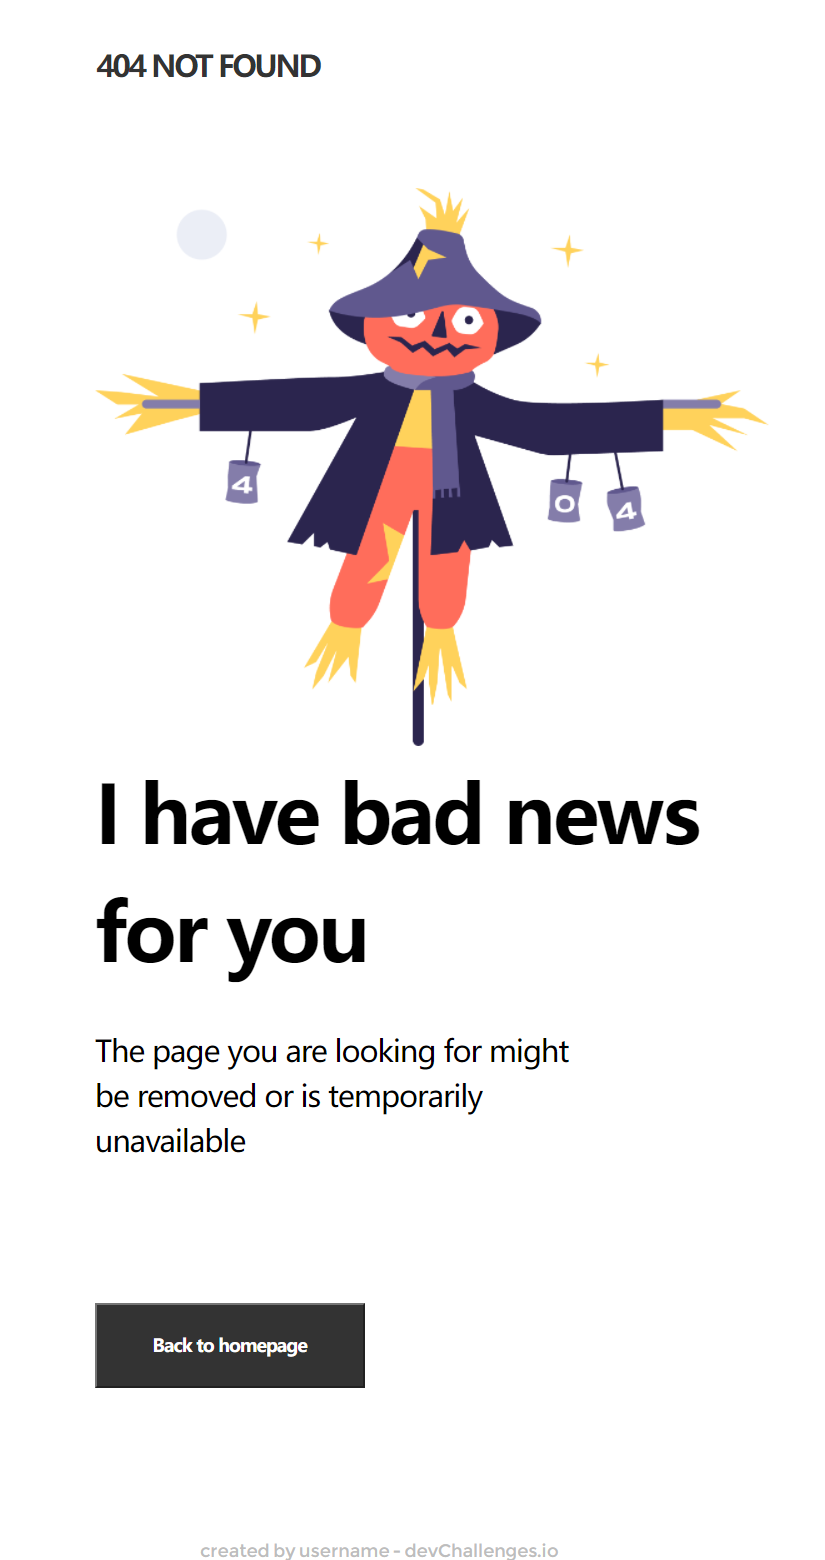 404 NOT FOUND
4
0
4
I have bad news
for you
The page you are looking for might
be removed or is temporarily
unavailable
Back to homepage
created by username - devChallenges.io